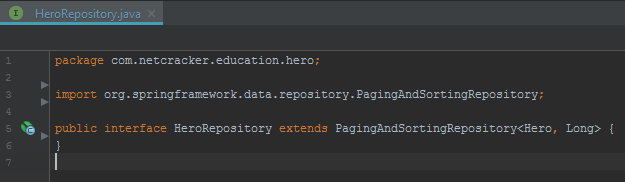 HeroRepository.java
1 package com.netcracker.education.hero;
2
3 import org.springframework.data.repository.PagingAndSortingRepository;
4
5 public interface HeroRepository extends PagingAndSortingRepository<Hero, Long> {
6 }
7